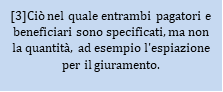 [3]Ciò nel quale entrambi pagatori e
beneficiari sono specificati, ma non
la quantità, ad esempio l'espiazione
per il giuramento.